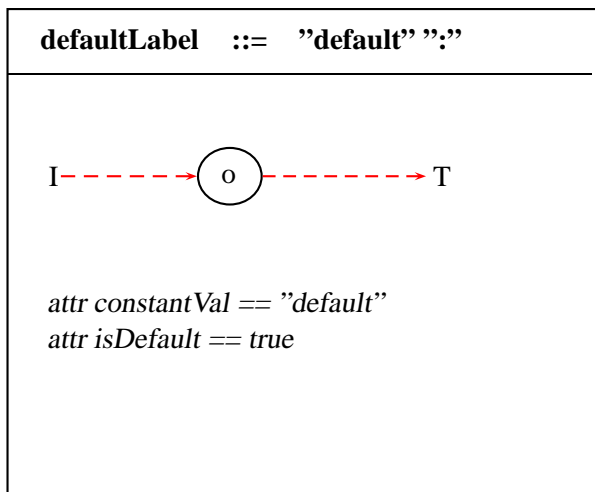 defaultLabel ::= ”default” ”:”
I o T
attr constantVal == ”default”
attr isDefault == true